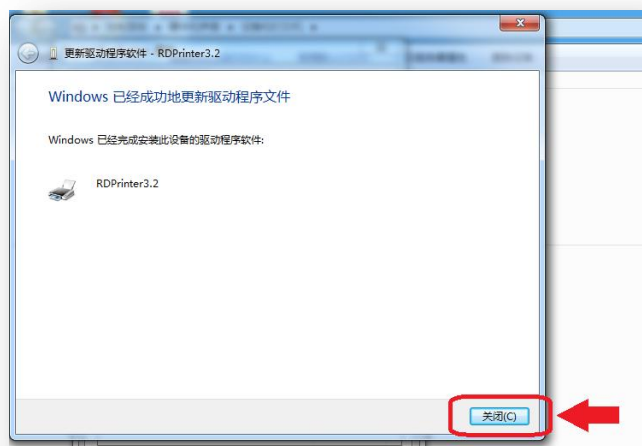 更新驱动程序软件 - RDPrinter3.2
Windows 已经成功地更新驱动程序文件
Windows 已经完成安装此设备的驱动程序软件:
RDPrinter3.2
关闭(C)